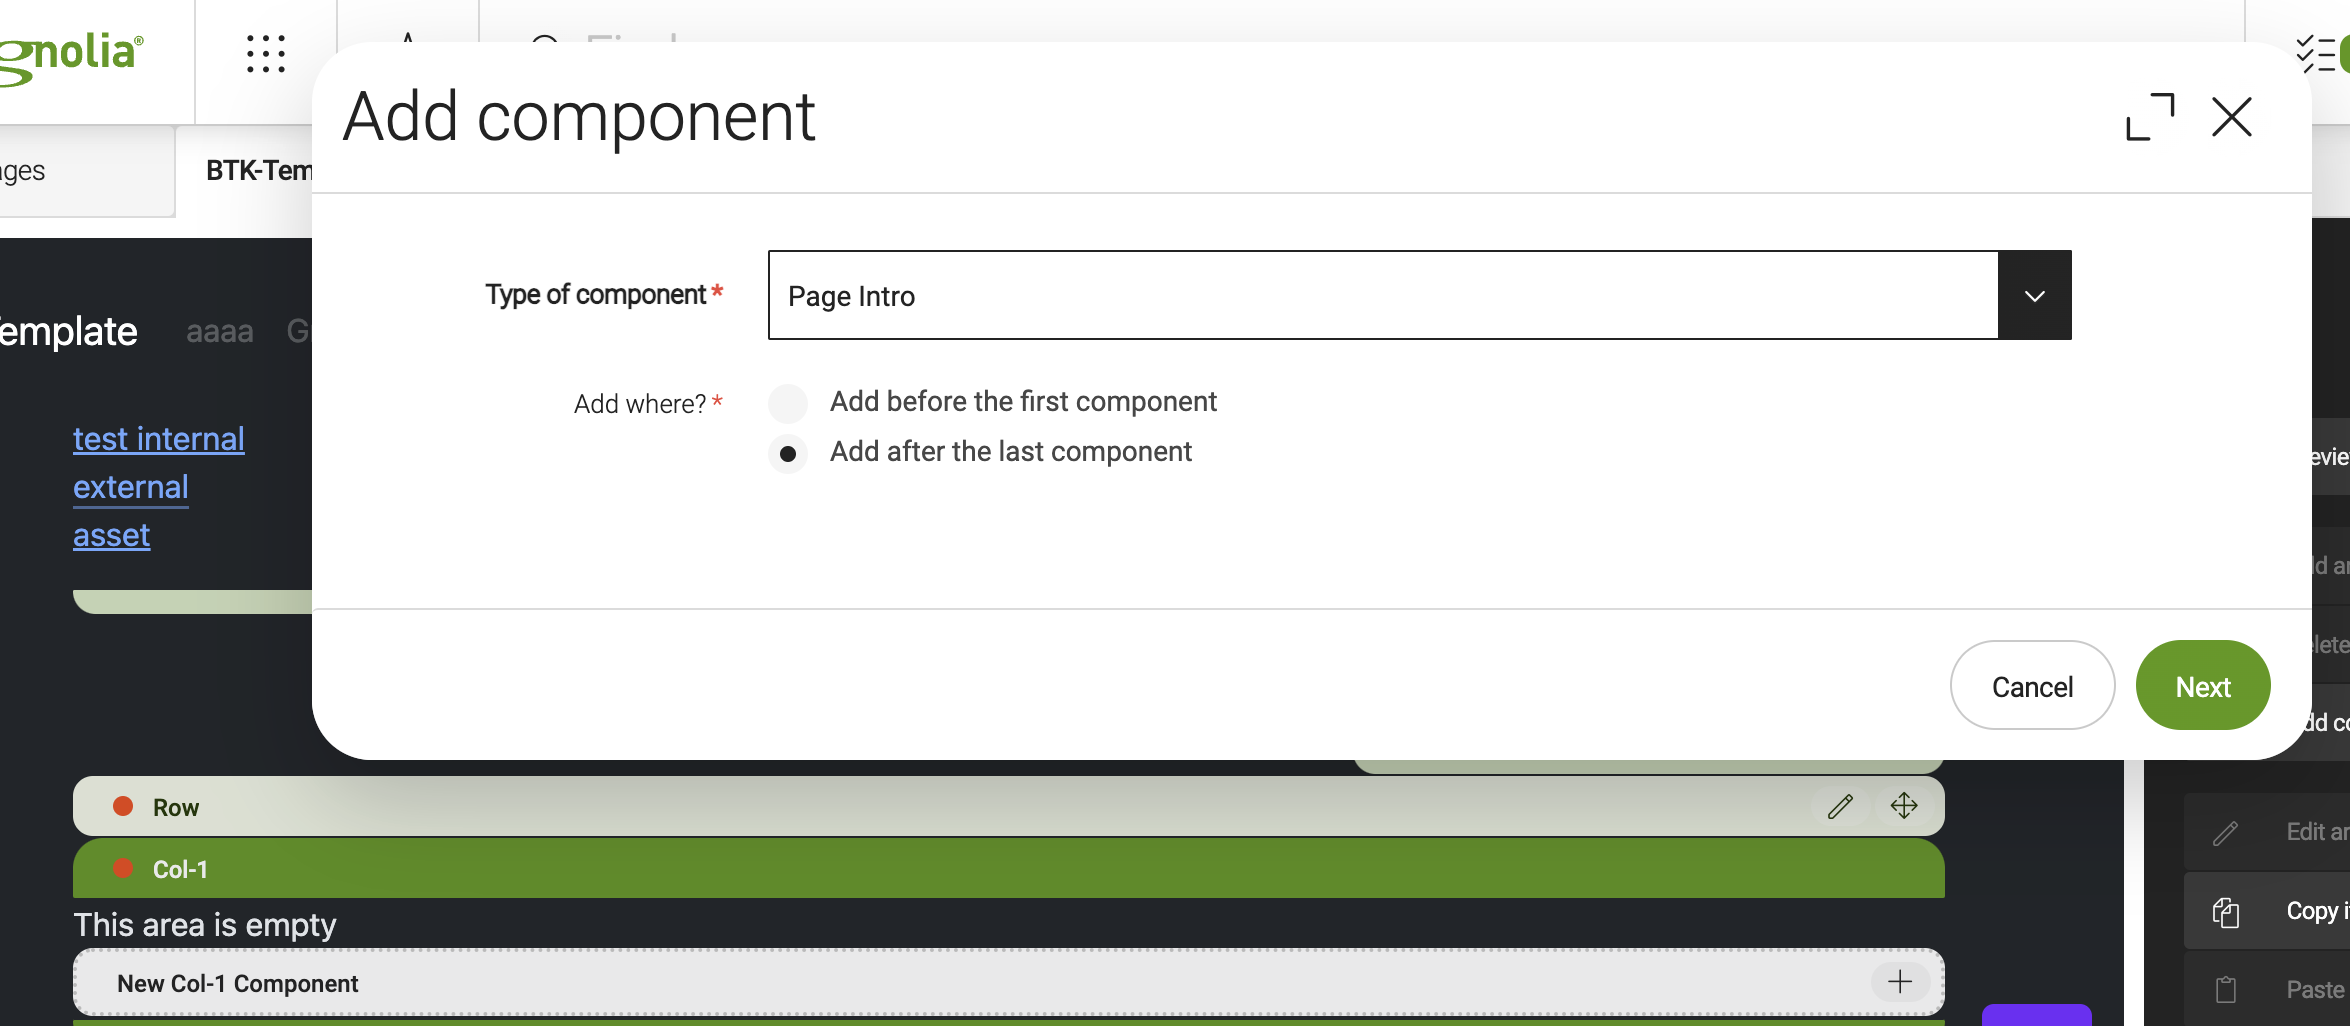 gnolia®
Add component
ges
BTK-Tem
Type of component*
Page Intro
emplate
aaaa
G
Add where?*
Add before the first component
Add after the last component
test internal
external
asset
evie
ld a
lete
Cancel
Next
dd c
Row
Col-1
Edit ar
This area is empty
Copy i
New Col-1 Component
Paste